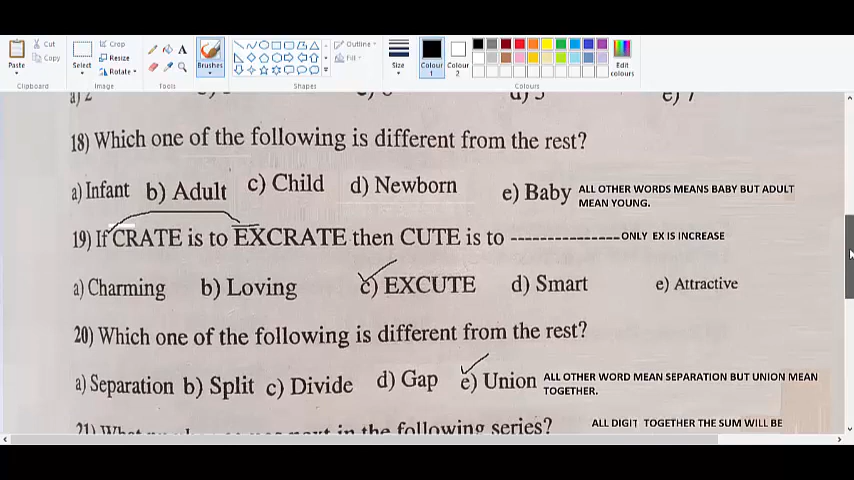 Cut
Copy
Paste
Clipboard
Select
Crop
Resize
Rotate
Image
Tools
Brushes
Outline
Fill
Shapes
Size
Colour 1
Colour 2
Edit colours
Colours
18) Which one of the following is different from the rest?
a) Infant b) Adult c) Child d) Newborn e) Baby ALL OTHER WORDS MEANS BABY BUT ADULT
MEAN YOUNG.
19) If CRATE is to EXCRATE then CUTE is to ---------------- ONLY EX IS INCREASE
a) Charming b) Loving c) EXCUTE d) Smart e) Attractive
20) Which one of the following is different from the rest?
a) Separation b) Split c) Divide d) Gap e) Union ALL OTHER WORD MEAN SEPARATION BUT UNION MEAN
TOGETHER.
in the following series? ALL DIGIT TOGETHER THE SUM WILL BE